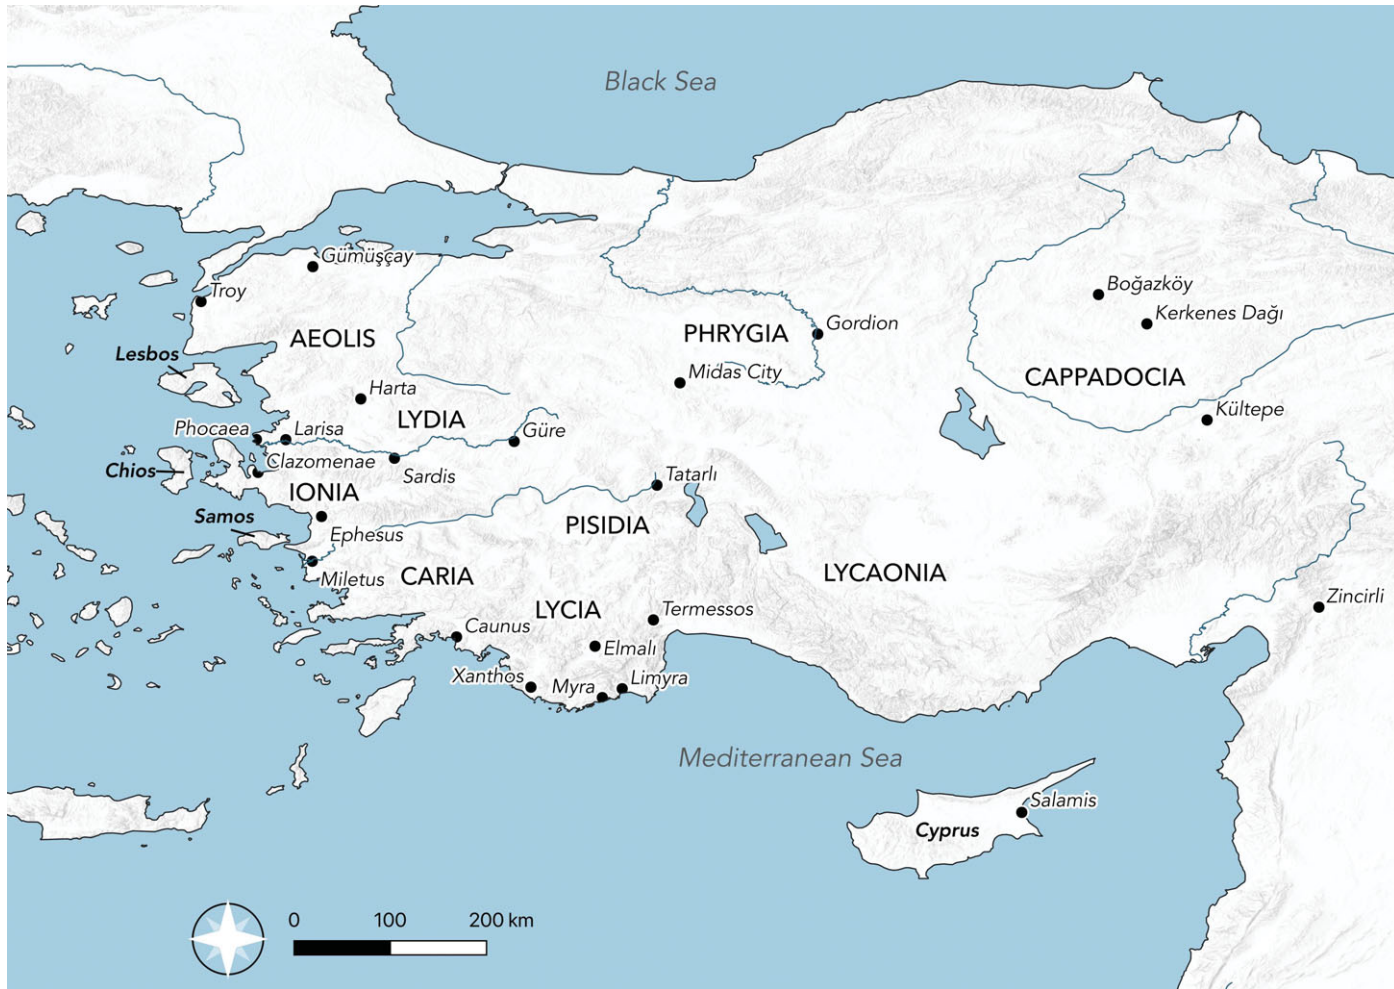 Black Sea
Gümüşçay
Troy
Boğazköy
Kerkenes Dağı
Gordion
PHRYGIA
AEOLIS
Lesbos
Midas City
CAPPADOCIA
Harta
LYDIA
Kültepe
Phocaea
Larisa
Güre
Clazomenae
Chios
Sardis
Tatarlı
IONIA
Samos
PISIDIA
Ephesus
Miletus
CARIA
LYCAONIA
Zincirli
LYCIA
Termessos
Caunus
Elmalı
Xanthos
Myra
Limyra
Mediterranean Sea
Salamis
Cyprus
0 100 200 km